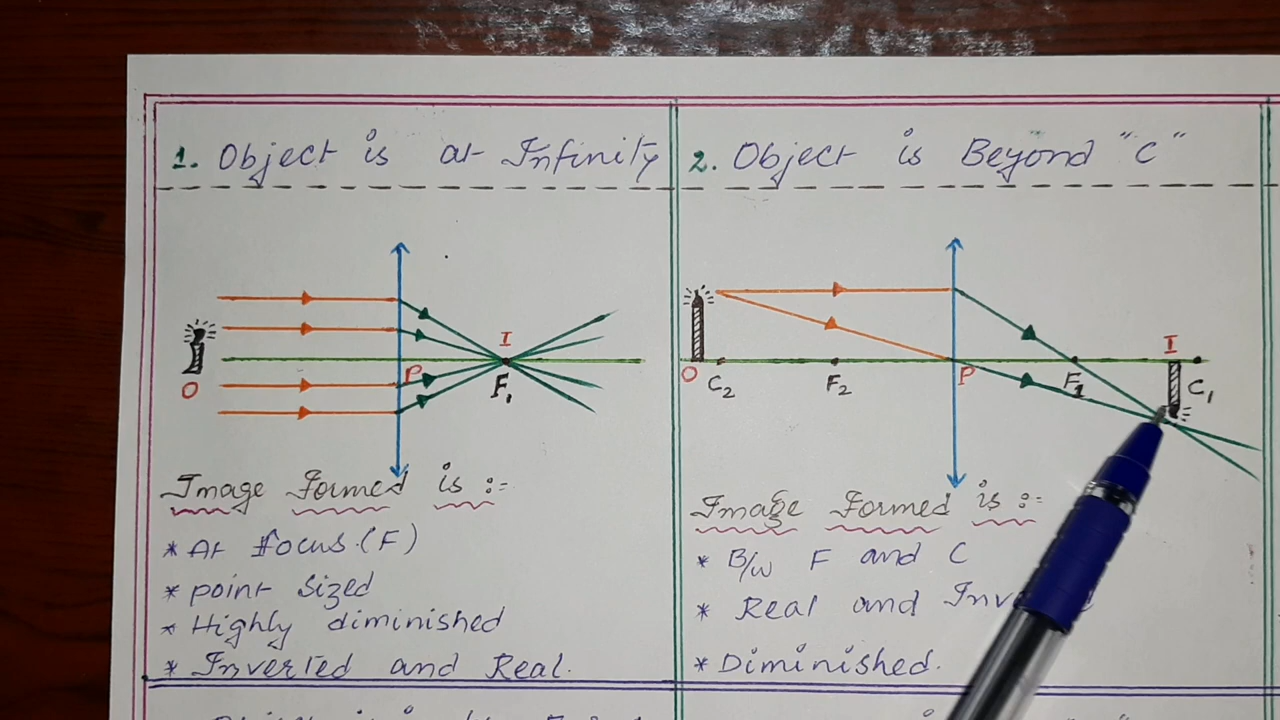 1. Object is at Infinity
O
P
I
F₁
Image Formed is :-
* At focus.(F)
* point sized
* Highly diminished
* Inverted and Real.
2. Object is Beyond "C"
O
C₂
F₂
P
F₁
I
C₁
Image Formed is :-
* B/w F and C
* Real and
* Diminished.